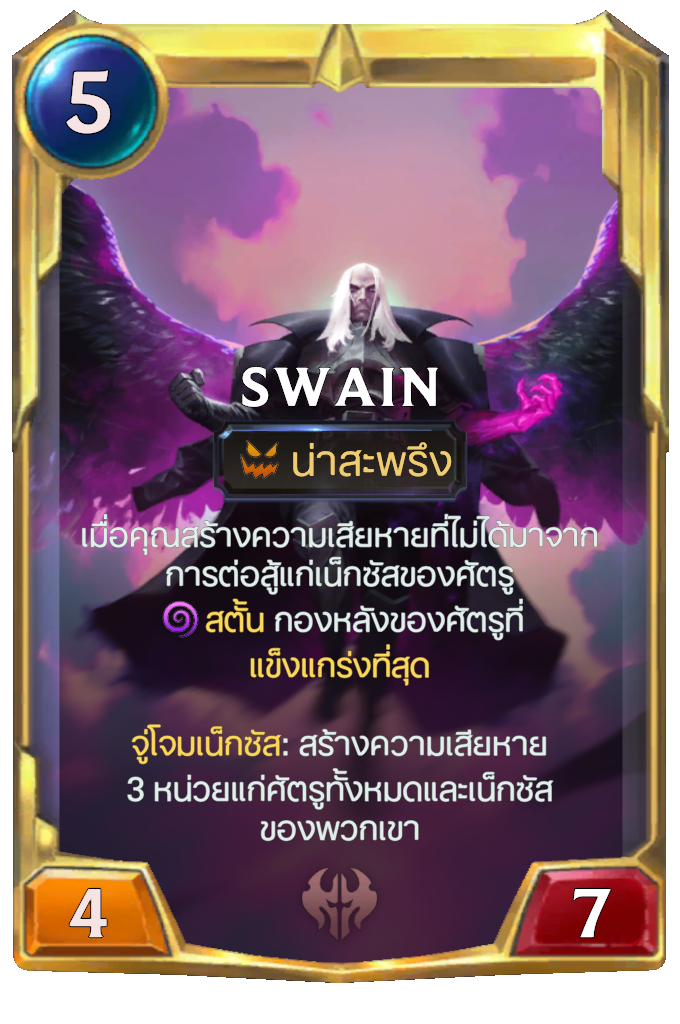 5
SWAIN
น่าสะพรึง
เมื่อคุณสร้างความเสียหายที่ไม่ได้มาจาก
การต่อสู้แก่เน็กซัสของศัตรู
สตั้น กองหลังของศัตรูที่
แข็งแกร่งที่สุด
จู่โจมเน็กซัส: สร้างความเสียหาย
3 หน่วยแก่ศัตรูทั้งหมดและเน็กซัส
ของพวกเขา
4
7